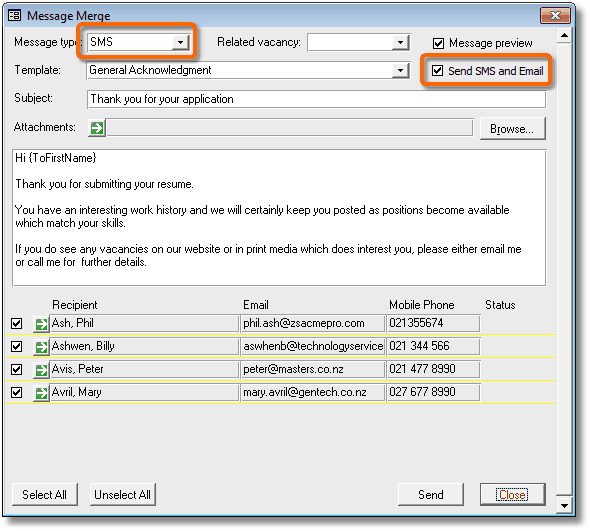 Message Merge
Message type: SMS Related vacancy: Message preview
Template: General Acknowledgment Send SMS and Email
Subject: Thank you for your application
Attachments: Browse...
Hi {ToFirstName}
Thank you for submitting your resume.
You have an interesting work history and we will certainly keep you posted as positions become available
which match your skills.
If you do see any vacancies on our website or in print media which does interest you, please either email me
or call me for further details.
Recipient Email Mobile Phone Status
Ash, Phil phil.ash@zsacmepro.com 021355674
Ashwen, Billy aswhenb@technologyservice 021 344 566
Avis, Peter peter@masters.co.nz 021 477 8990
Avril, Mary mary.avril@gentech.co.nz 027 677 8990
Select All Unselect All Send Close